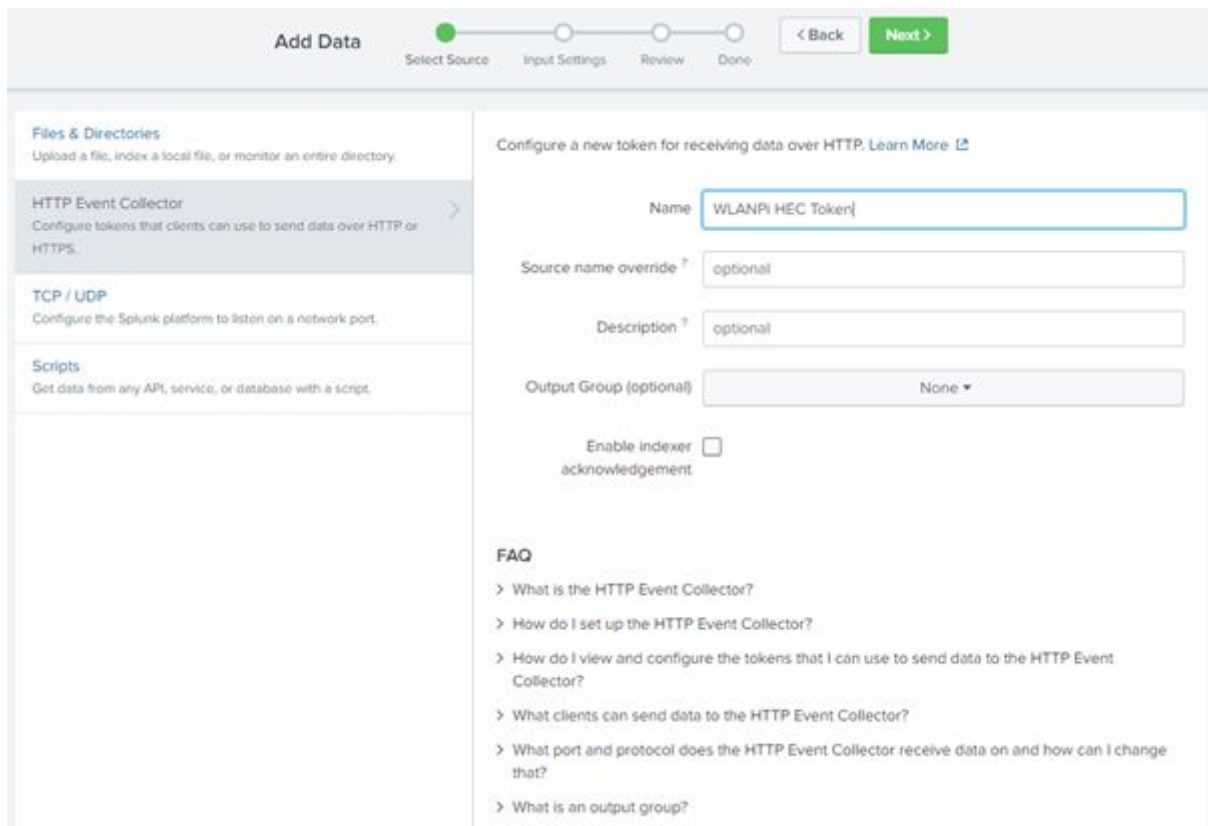 Add Data
Select Source
Input Settings
Review
Done
< Back
Next >
Files & Directories
Upload a file, index a local file, or monitor an entire directory.
HTTP Event Collector
Configure tokens that clients can use to send data over HTTP or
HTTPS.
TCP / UDP
Configure the Splunk platform to listen on a network port.
Scripts
Get data from any API, service, or database with a script.
Configure a new token for receiving data over HTTP. Learn More
Name
WLANPi HEC Token
Source name override ?
optional
Description ?
optional
Output Group (optional)
None
Enable indexer
acknowledgement
FAQ
> What is the HTTP Event Collector?
> How do I set up the HTTP Event Collector?
> How do I view and configure the tokens that I can use to send data to the HTTP Event
Collector?
> What clients can send data to the HTTP Event Collector?
> What port and protocol does the HTTP Event Collector receive data on and how can I change
that?
> What is an output group?